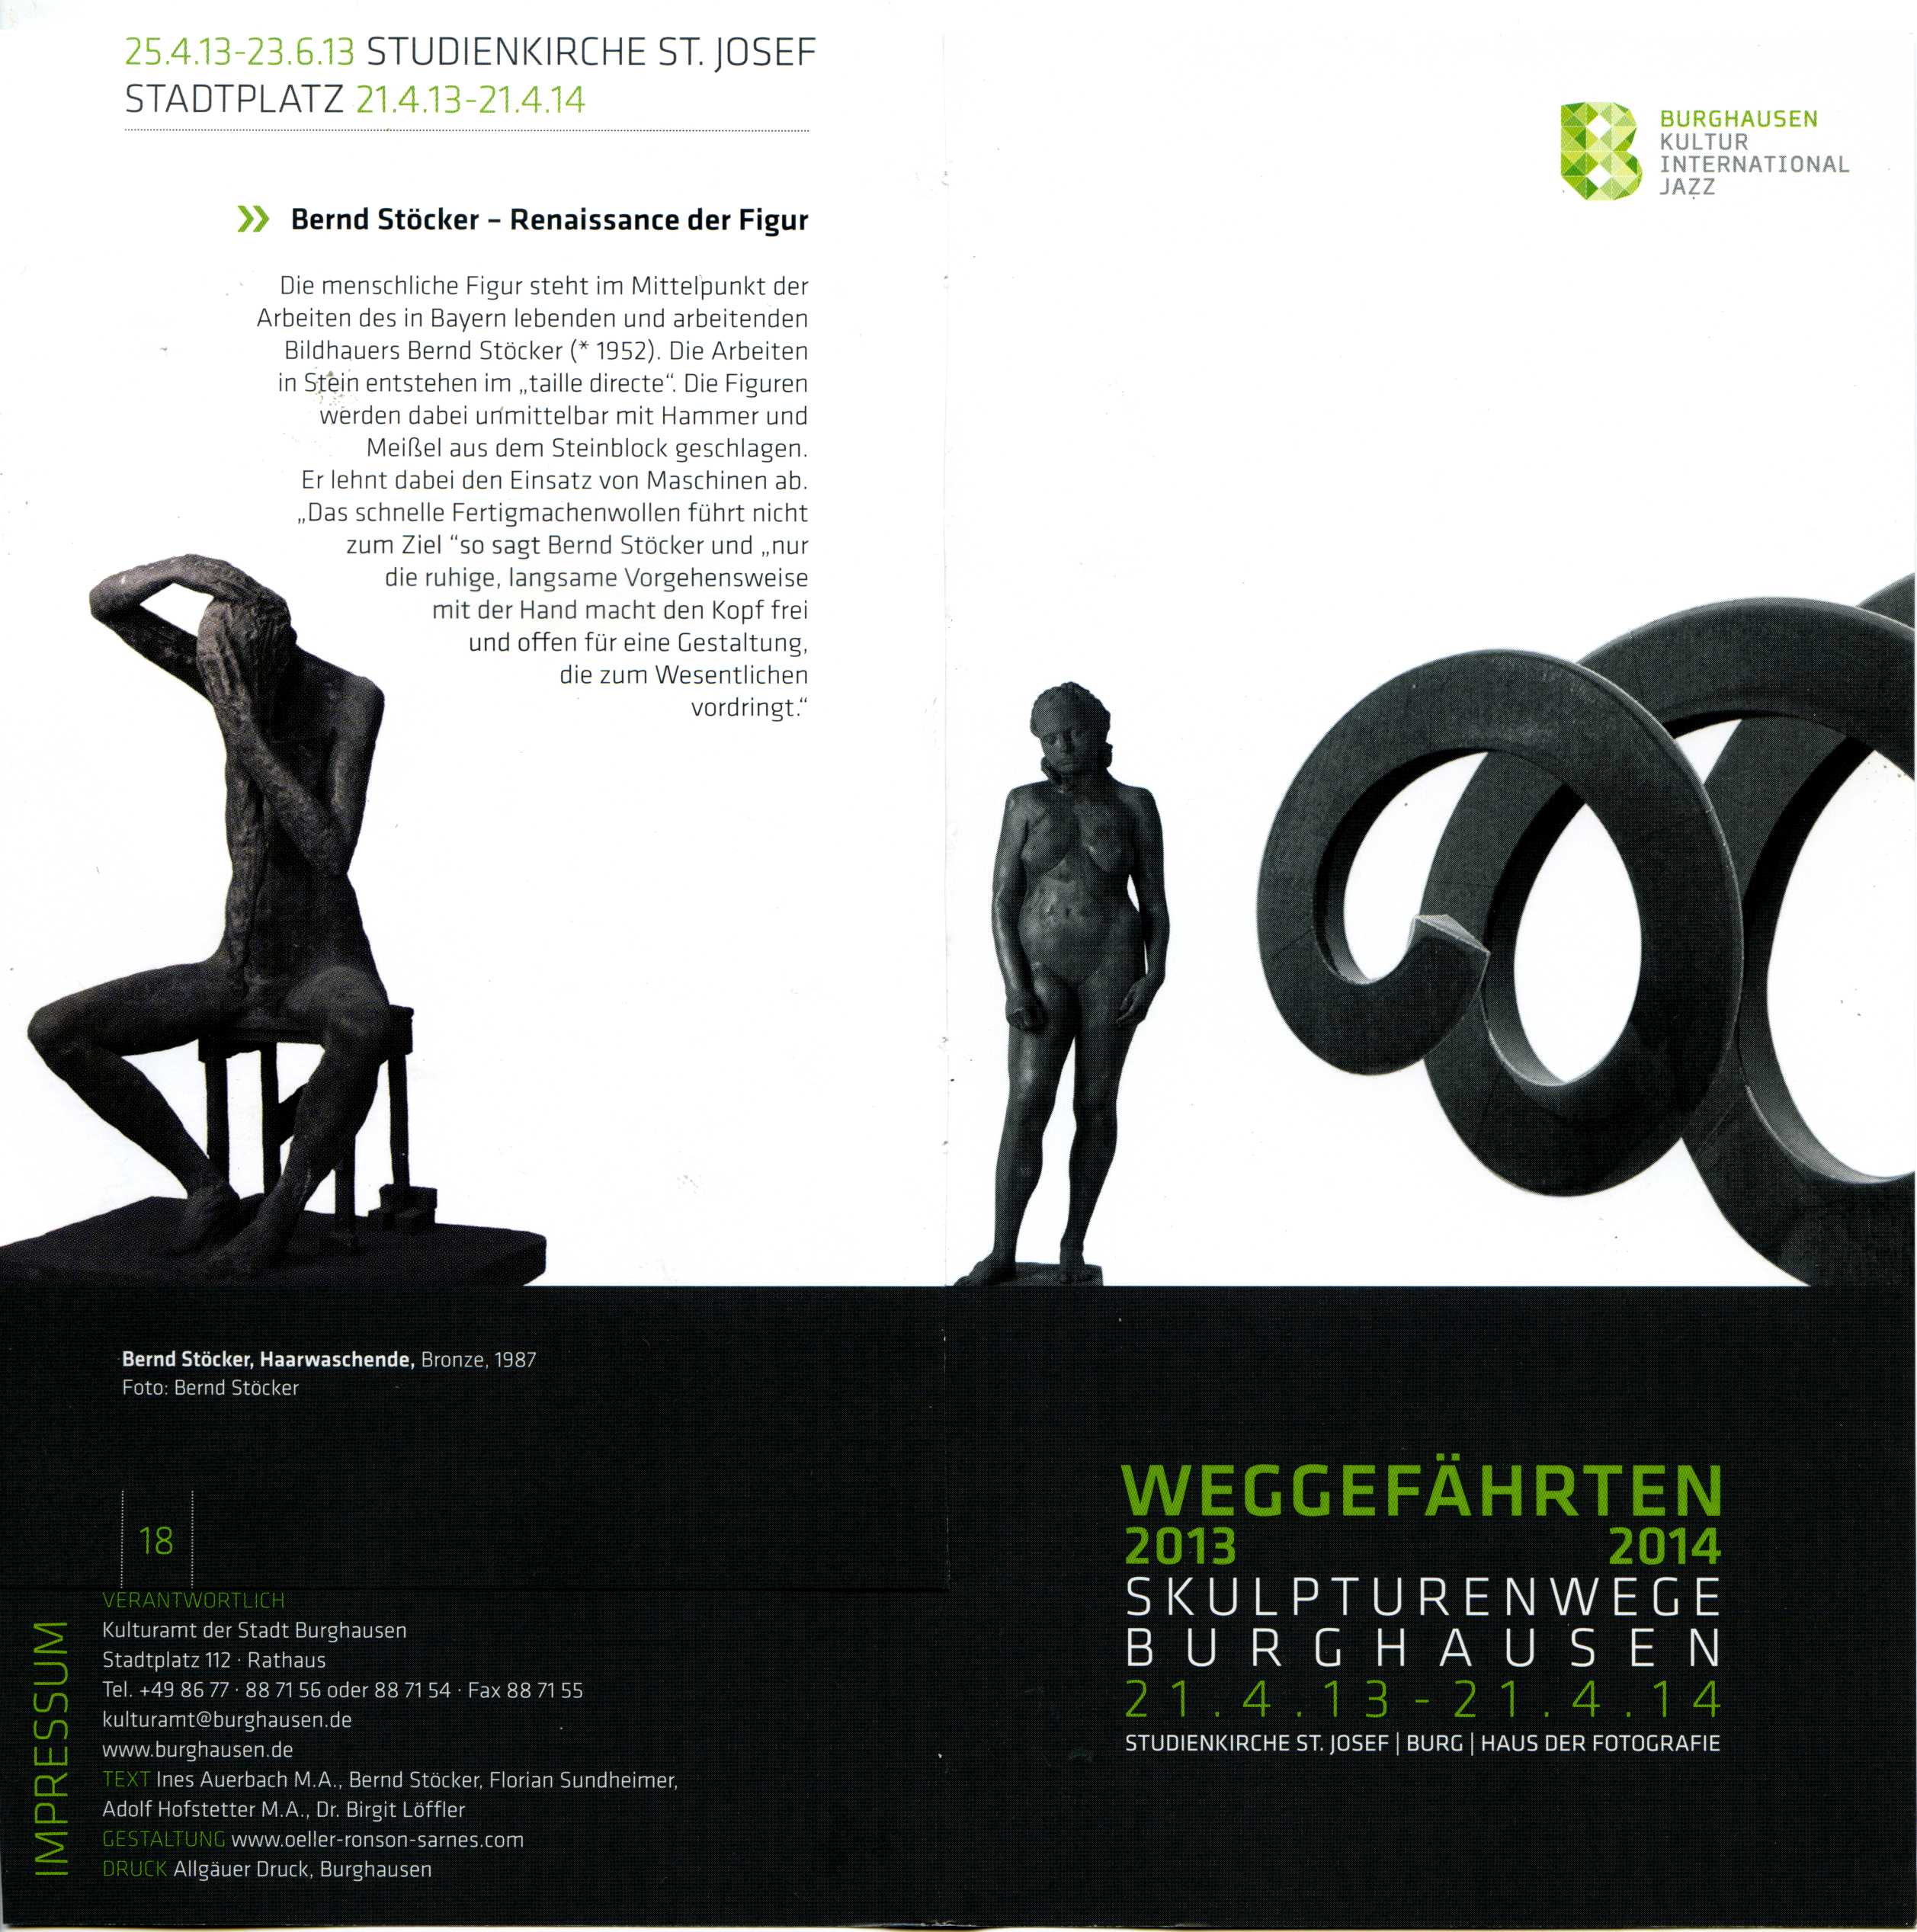 25.4.13-23.6.13 STUDIENKIRCHE ST. JOSEF
STADTPLATZ 21.4.13-21.4.14
» Bernd Stöcker – Renaissance der Figur
Die menschliche Figur steht im Mittelpunkt der
Arbeiten des in Bayern lebenden und arbeitenden
Bildhauers Bernd Stöcker (* 1952). Die Arbeiten
in Stein entstehen im „taille directe“. Die Figuren
werden dabei unmittelbar mit Hammer und
Meißel aus dem Steinblock geschlagen.
Er lehnt dabei den Einsatz von Maschinen ab.
„Das schnelle Fertigmachenwollen führt nicht
zum Ziel “so sagt Bernd Stöcker und „nur
die ruhige, langsame Vorgehensweise
mit der Hand macht den Kopf frei
und offen für eine Gestaltung,
die zum Wesentlichen
vordringt.“
Bernd Stöcker, Haarwaschende, Bronze, 1987
Foto: Bernd Stöcker
18
IMPRESSUM
VERANTWORTLICH
Kulturamt der Stadt Burghausen
Stadtplatz 112 · Rathaus
Tel. +49 86 77 · 88 71 56 oder 88 71 54 · Fax 88 71 55
kulturamt@burghausen.de
www.burghausen.de
TEXT Ines Auerbach M.A., Bernd Stöcker, Florian Sundheimer,
Adolf Hofstetter M.A., Dr. Birgit Löffler
GESTALTUNG www.oeller-ronson-sarnes.com
DRUCK Allgäuer Druck, Burghausen
BURGHAUSEN
KULTUR
INTERNATIONAL
JAZZ
WEGGEFÄHRTEN
2013 2014
SKULPTURENWEGE
BURGHAUSEN
21.4.13-21.4.14
STUDIENKIRCHE ST. JOSEF | BURG | HAUS DER FOTOGRAFIE